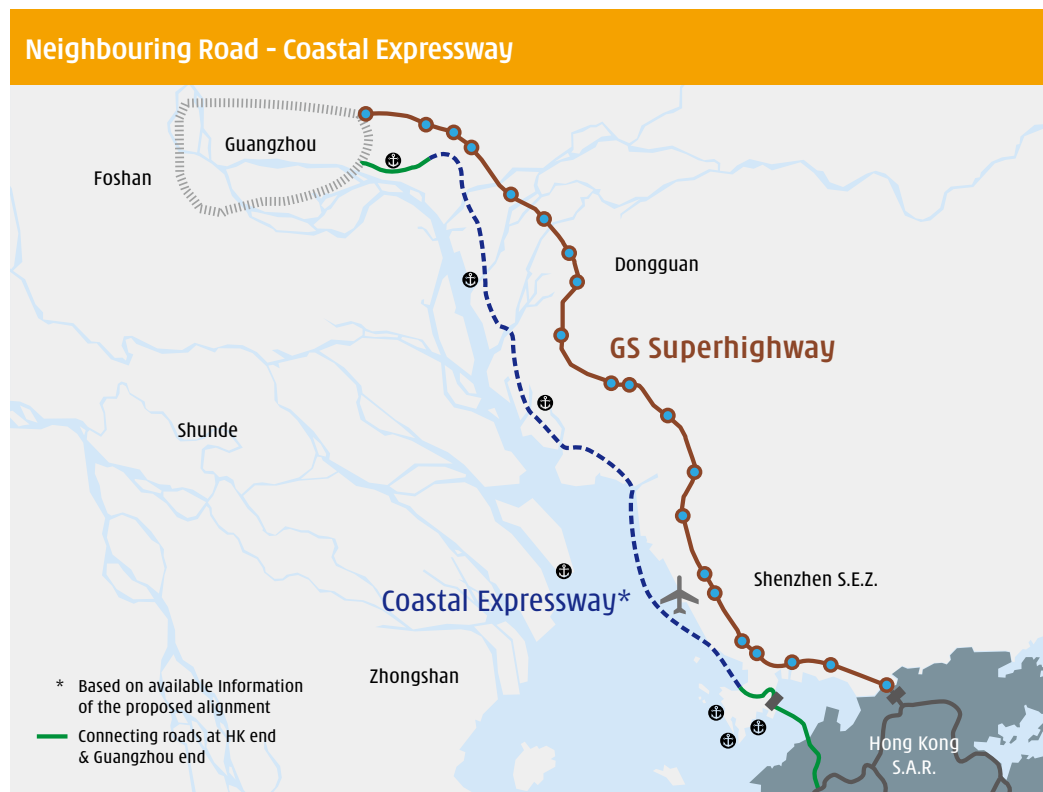 Neighbouring Road - Coastal Expressway
Guangzhou
Foshan
Dongguan
GS Superhighway
Shunde
Shenzhen S.E.Z.
Coastal Expressway*
Zhongshan
* Based on available Information
of the proposed alignment
Connecting roads at HK end
& Guangzhou end
Hong Kong
S.A.R.